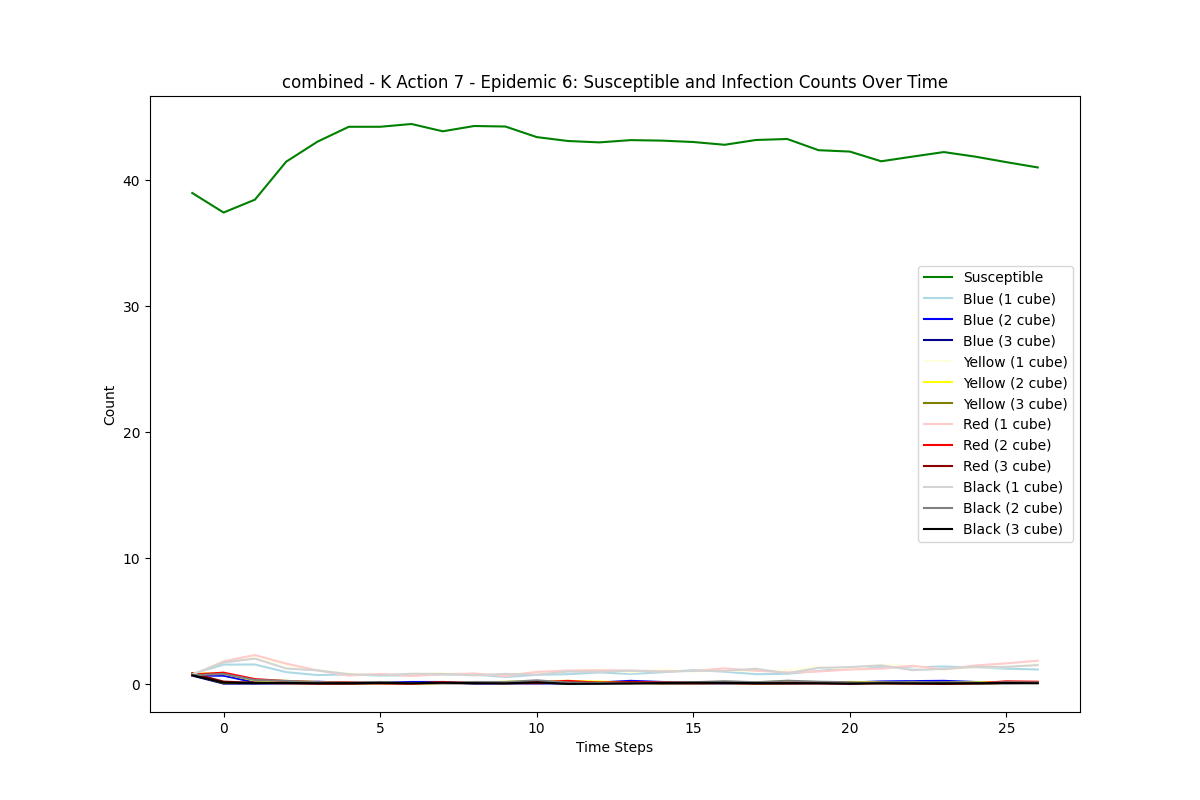 combined - K Action 7 - Epidemic 6: Susceptible and Infection Counts Over Time
Count
40
30
20
10
0
Susceptible
Blue (1 cube)
Blue (2 cube)
Blue (3 cube)
Yellow (1 cube)
Yellow (2 cube)
Yellow (3 cube)
Red (1 cube)
Red (2 cube)
Red (3 cube)
Black (1 cube)
Black (2 cube)
Black (3 cube)
0 5 10 15 20 25
Time Steps